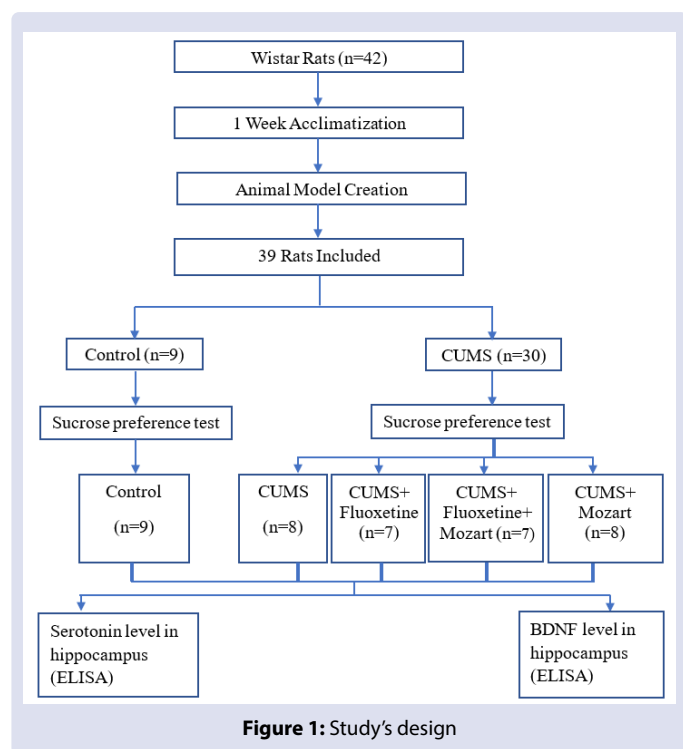 Wistar Rats (n=42)
1 Week Acclimatization
Animal Model Creation
39 Rats Included
Control (n=9)
CUMS (n=30)
Sucrose preference test
Sucrose preference test
Control
(n=9)
CUMS
(n=8)
CUMS+
Fluoxetine
(n=7)
CUMS+
Fluoxetine+
Mozart (n=7)
CUMS+
Mozart
(n=8)
Serotonin level in
hippocampus
(ELISA)
BDNF level in
hippocampus
(ELISA)
Figure 1: Study’s design